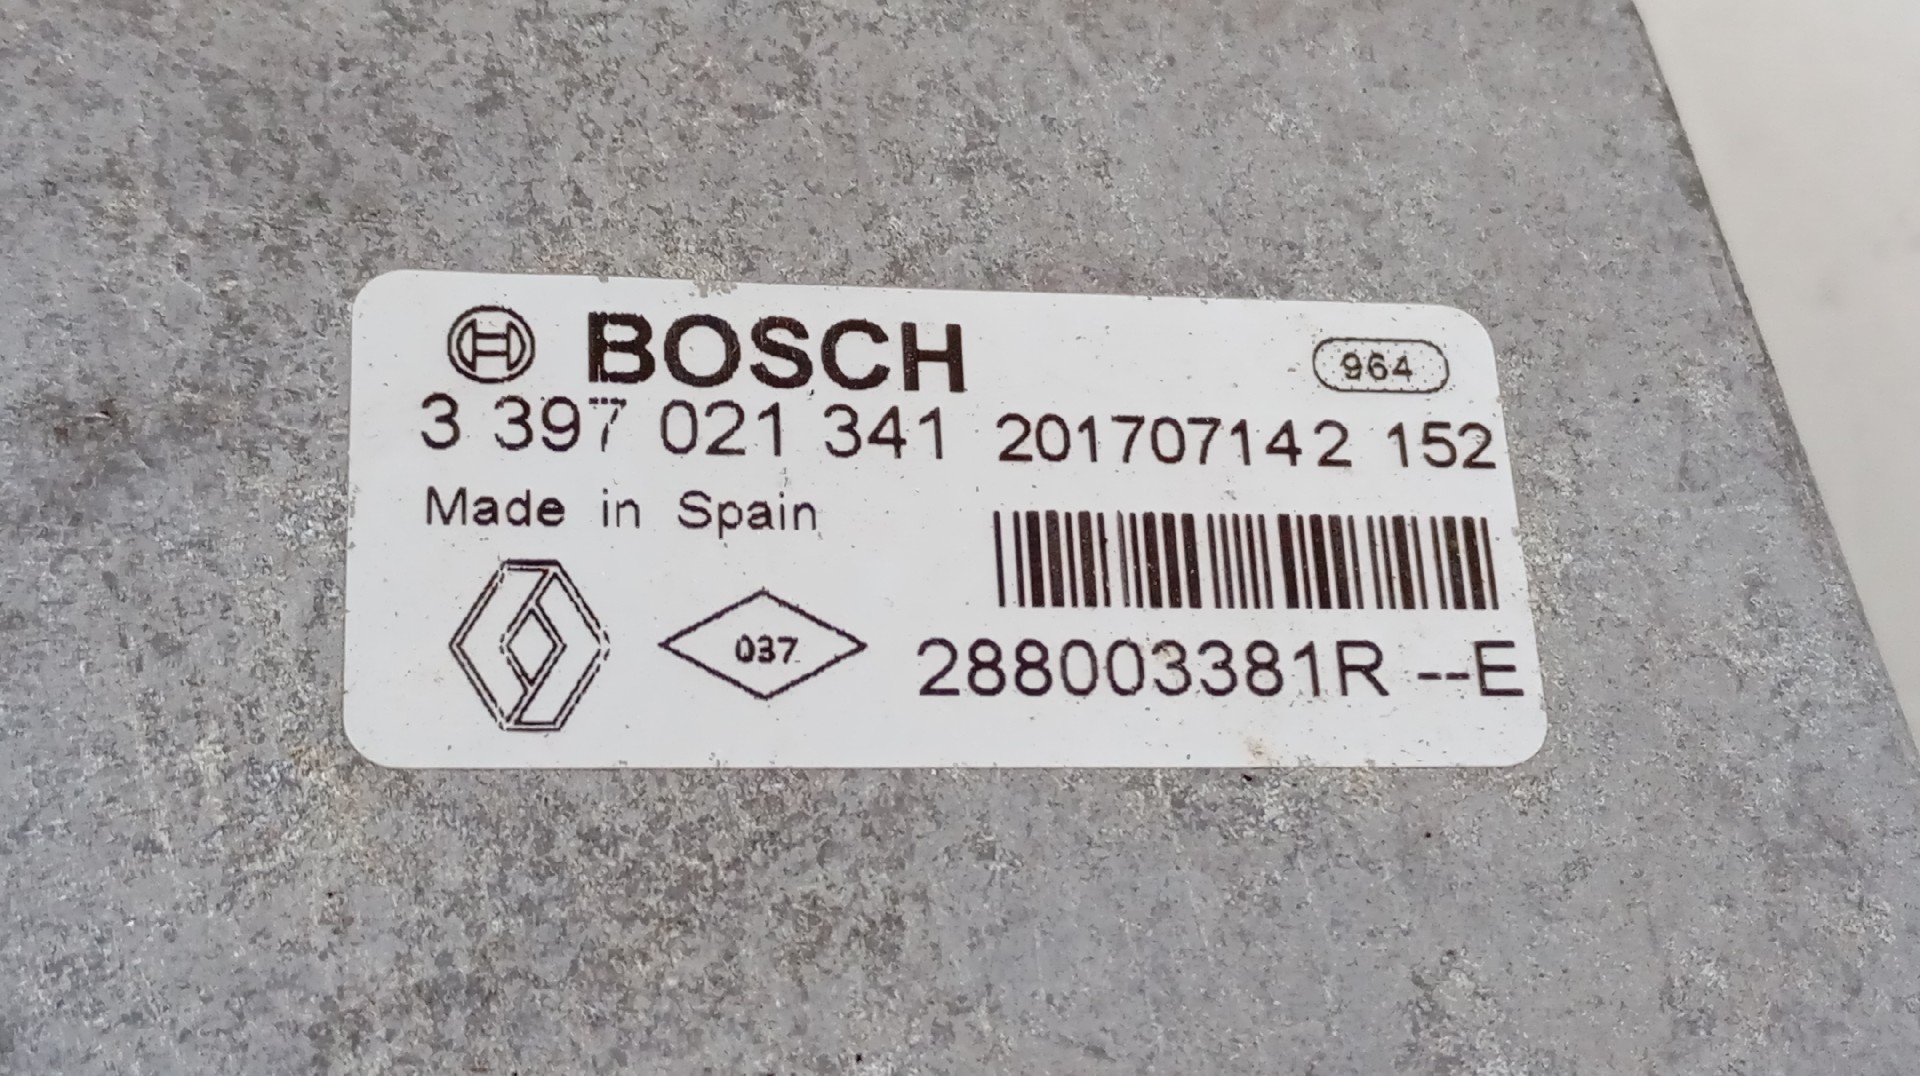 BOSCH
964
3 397 021 341 201707142 152
Made in Spain
037
288003381R --E